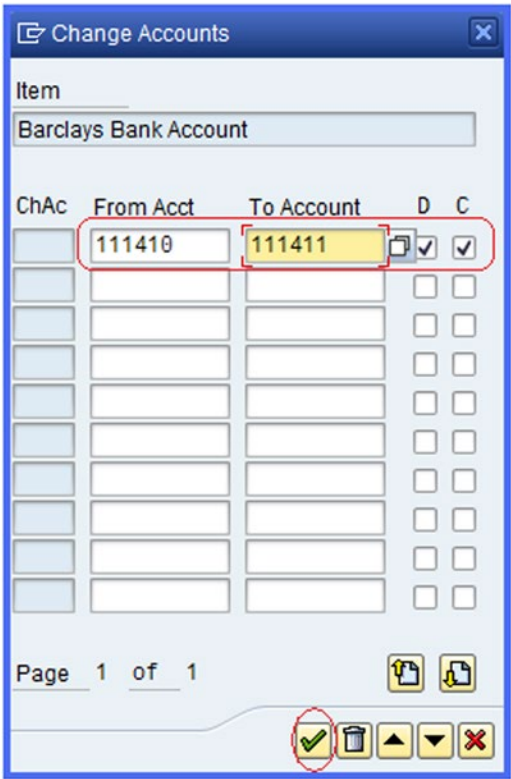 Change Accounts
Item
Barclays Bank Account
ChAc From Acct To Account D C
111410 111411
Page 1 of 1